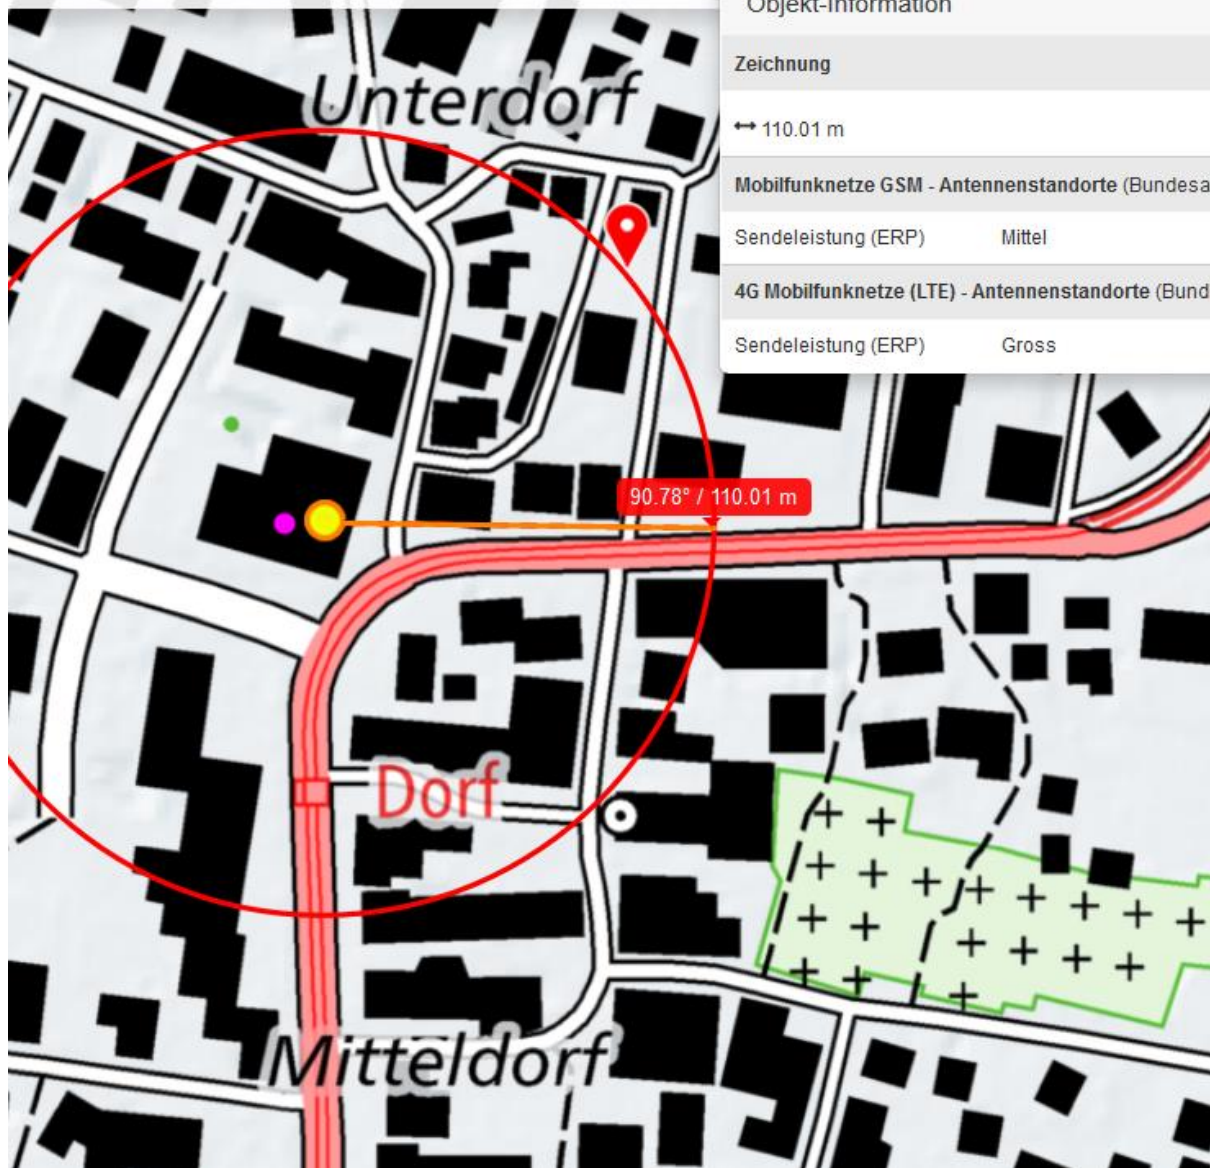 Objekt-Information
Zeichnung
↔ 110.01 m
Mobilfunknetze GSM - Antennenstandorte (Bundesa
Sendeleistung (ERP) Mittel
4G Mobilfunknetze (LTE) - Antennenstandorte (Bund
Sendeleistung (ERP) Gross
Unterdorf
90.78° / 110.01 m
Dorf
Mitteldorf